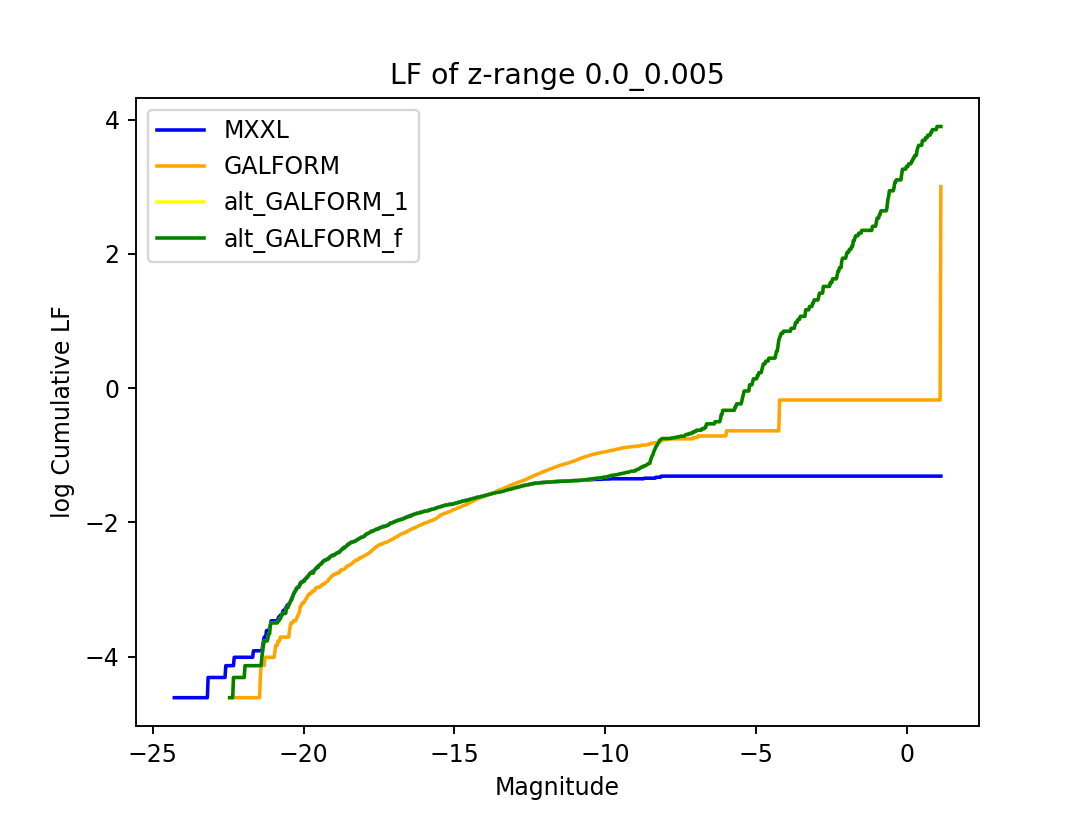 LF of z-range 0.0_0.005
MXXL
GALFORM
alt_GALFORM_1
alt_GALFORM_f
log Cumulative LF
4
2
0
−2
−4
−25
−20
−15
−10
−5
0
Magnitude